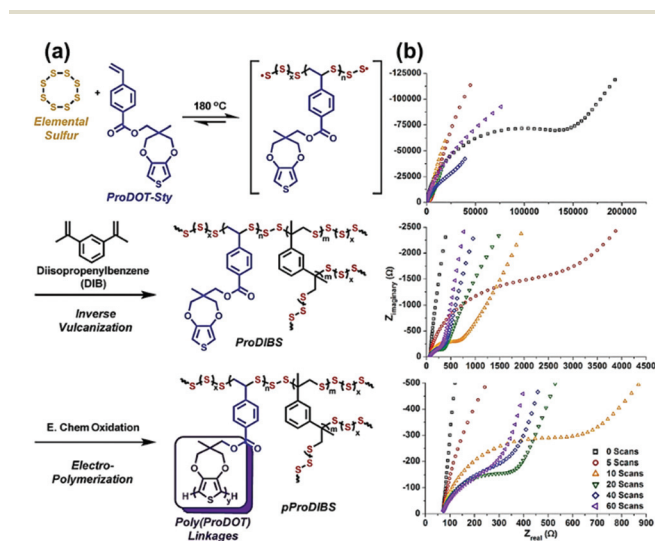 (a)
S S S S S S S S
Elemental
Sulfur
+
O O
O O
S
ProDOT-Sty
180 °C
•S (S)x S S S ( )n S (S)x S S•
O O
O O
S
Diisopropenylbenzene
(DIB)
Inverse
Vulcanization
S (S)x S ( )n S S ( )m S (S)x S
S (S)x S
S S S
O O
O O
S
ProDIBS
E. Chem Oxidation
Electro-
Polymerization
S (S)x S ( )n S S ( )m S (S)x S
S (S)x S
S S S
O O
O O
H ( S )y H
Poly(ProDOT)
Linkages
pProDIBS
(b)
-125000
-100000
-75000
-50000
-25000
0
0 50000 100000 150000 200000
Zimaginary (Ω)
-2500
-2000
-1500
-1000
-500
0
0 500 1000 1500 2000 2500 3000 3500 4000 4500
-500
-400
-300
-200
-100
0
0 100 200 300 400 500 600 700 800 900
0 Scans
5 Scans
10 Scans
20 Scans
40 Scans
60 Scans
Zreal (Ω)